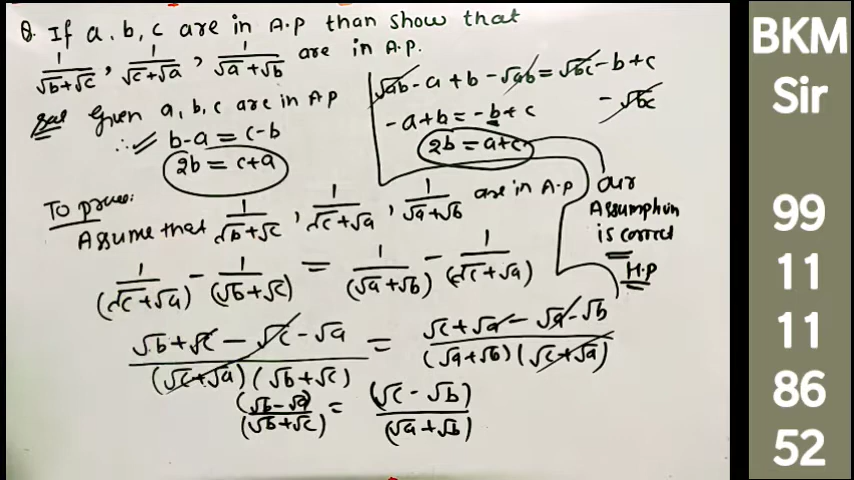 Q. If a, b, c are in A.P than show that
1/(√b+√c) , 1/(√c+√a) , 1/(√a+√b) are in A.P.
Sol Given a, b, c are in AP
∴ b-a = c-b
2b = c+a
To prove:
Assume that 1/(√b+√c) , 1/(√c+√a) , 1/(√a+√b) are in A.P
1/(√c+√a) - 1/(√b+√c) = 1/(√a+√b) - 1/(√c+√a)
(√b+√c-√c-√a)/((√c+√a)(√b+√c)) = (√c+√a-√a-√b)/((√a+√b)(√c+√a))
(√b-√a)/(√b+√c) = (√c-√b)/(√a+√b)
√ab - a + b - √ab = √bc - b + c
- √bc
-a+b = -b+c
2b = a+c
our
Assumption
is correct
H.P
BKM
Sir
99
11
11
86
52